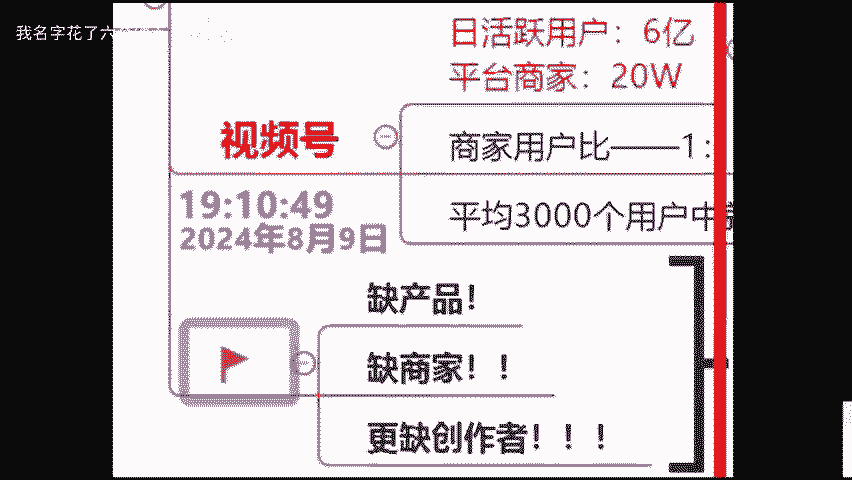 我名字花了六
日活跃用户：6亿
平台商家：20W
视频号
商家用户比——1:
平均3000个用户中
19:10:49
2024年8月9日
缺产品！
缺商家！！
更缺创作者！！！